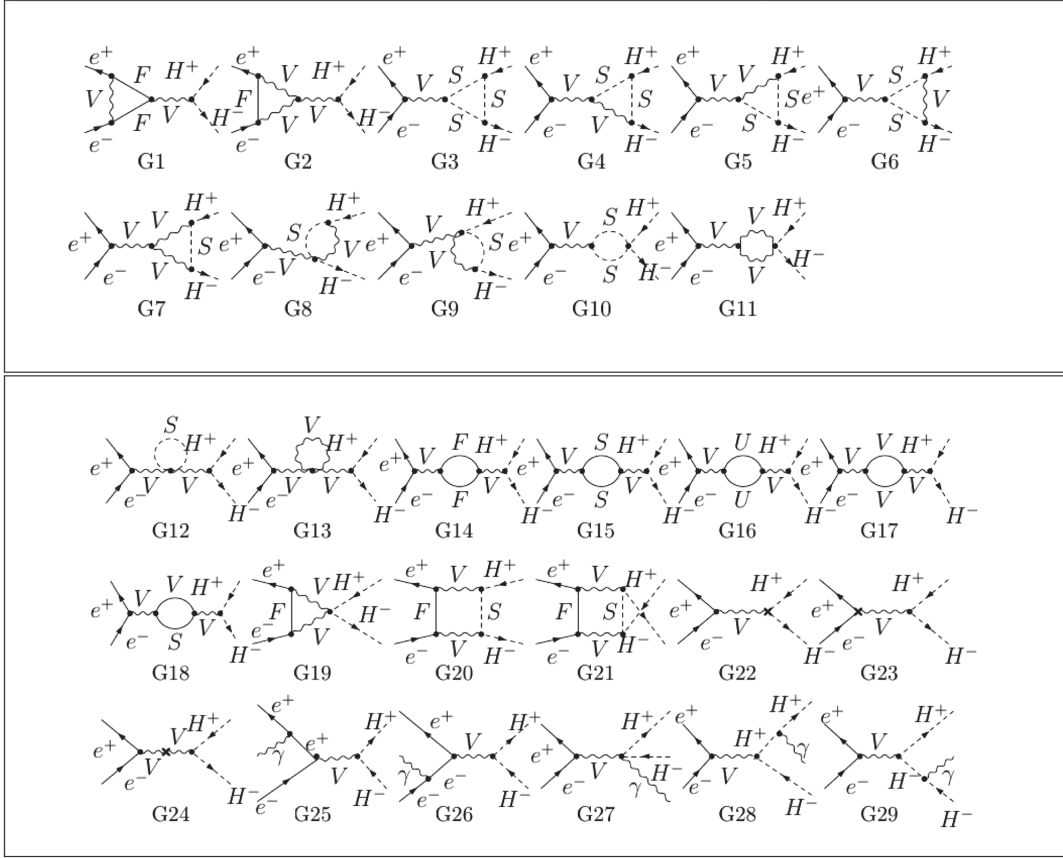 e⁺ F H⁺ e⁺ V H⁺ e⁺ H⁺ e⁺ H⁺ e⁺ H⁺ H⁺
V S V S V S V V S V S
V F S S S e⁺ V
F V H⁻ V V H⁻ e⁻ S H⁻ e⁻ V H⁻ e⁻ S H⁻ e⁻ S H⁻
e⁻ e⁻
G1 G2 G3 G4 G5 G6
H⁺ H⁺ H⁺ S H⁺ V H⁺
V V S V V V
e⁺ S e⁺ V e⁺ S e⁺ e⁺
e⁻ V H⁻ e⁻ V H⁻ V e⁻ H⁻ e⁻ S H⁻ e⁻ V H⁻
G7 G8 G9 G10 G11
S V
H⁺ H⁺ V F H⁺ V S H⁺ V U H⁺ V V H⁺
e⁺ e⁺ e⁺ e⁺ e⁺ e⁺
e⁻ V V e⁻ V V e⁻ F V e⁻ S V e⁻ U V e⁻ V V
H⁻ H⁻ H⁻ H⁻ H⁻ H⁻
G12 G13 G14 G15 G16 G17
V V H⁺ e⁺ V H⁺ e⁺ V H⁺ e⁺ V H⁺ H⁺ H⁺
e⁺ F H⁻ F S F S e⁺ e⁺
e⁻ S V H⁻ e⁻ V e⁻ V H⁻ e⁻ V H⁻ e⁻ V H⁻ e⁻ V H⁻
G18 G19 G20 G21 G22 G23
V H⁺ e⁺ H⁺ e⁺ H⁺ H⁺ e⁺ H⁺ e⁺ H⁺
e⁺ γ e⁺ γ e⁺ H⁻ H⁺ γ V γ
e⁻ V H⁻ e⁻ V H⁻ e⁻ e⁻ V H⁻ e⁻ V γ e⁻ V H⁻ e⁻ H⁻ H⁻
G24 G25 G26 G27 G28 G29